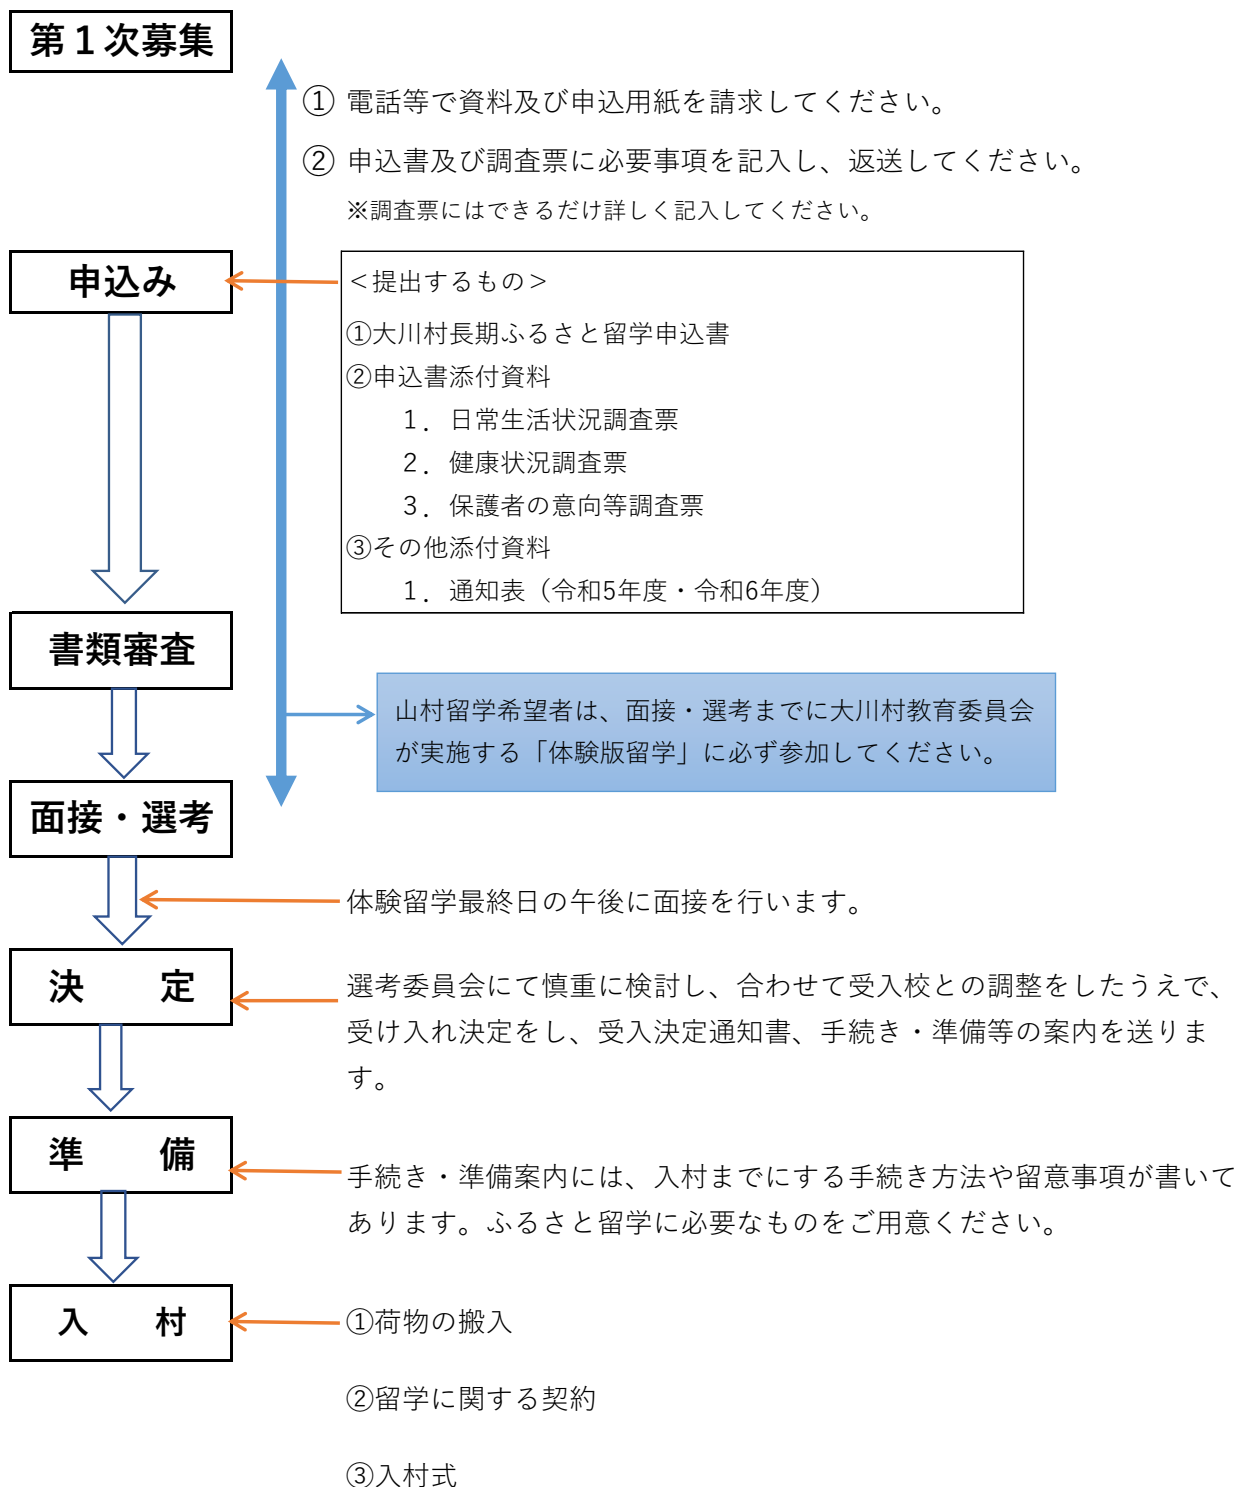 第１次募集
① 電話等で資料及び申込用紙を請求してください。
② 申込書及び調査票に必要事項を記入し、返送してください。
※調査票にはできるだけ詳しく記入してください。
申込み
＜提出するもの＞
①大川村長期ふるさと留学申込書
②申込書添付資料
１．日常生活状況調査票
２．健康状況調査票
３．保護者の意向等調査票
③その他添付資料
１．通知表（令和5年度・令和6年度）
書類審査
山村留学希望者は、面接・選考までに大川村教育委員会
が実施する「体験版留学」に必ず参加してください。
面接・選考
体験留学最終日の午後に面接を行います。
決　　定
選考委員会にて慎重に検討し、合わせて受入校との調整をしたうえで、
受け入れ決定をし、受入決定通知書、手続き・準備等の案内を送りま
す。
準　　備
手続き・準備案内には、入村までにする手続き方法や留意事項が書いて
あります。ふるさと留学に必要なものをご用意ください。
入　　村
①荷物の搬入
②留学に関する契約
③入村式